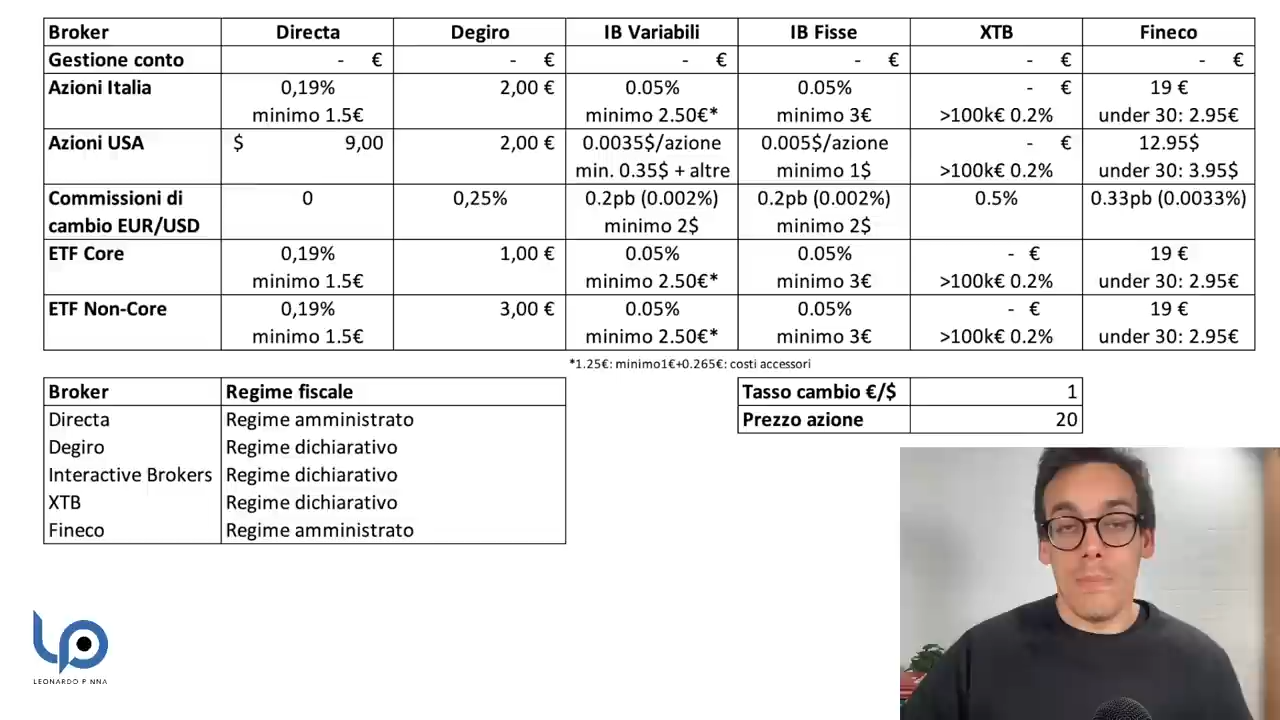 Broker Directa Degiro IB Variabili IB Fisse XTB Fineco
Gestione conto - € - € - € - € - € - €
Azioni Italia 0,19% 2,00 € 0.05% 0.05% - € 19 €
minimo 1.5€ minimo 2.50€* minimo 3€ >100k€ 0.2% under 30: 2.95€
Azioni USA $ 9,00 2,00 € 0.0035$/azione 0.005$/azione - € 12.95$
min. 0.35$ + altre minimo 1$ >100k€ 0.2% under 30: 3.95$
Commissioni di 0 0,25% 0.2pb (0.002%) 0.2pb (0.002%) 0.5% 0.33pb (0.0033%)
cambio EUR/USD minimo 2$ minimo 2$
ETF Core 0,19% 1,00 € 0.05% 0.05% - € 19 €
minimo 1.5€ minimo 2.50€* minimo 3€ >100k€ 0.2% under 30: 2.95€
ETF Non-Core 0,19% 3,00 € 0.05% 0.05% - € 19 €
minimo 1.5€ minimo 2.50€* minimo 3€ >100k€ 0.2% under 30: 2.95€
*1.25€: minimo1€+0.265€: costi accessori
Broker Regime fiscale
Directa Regime amministrato
Degiro Regime dichiarativo
Interactive Brokers Regime dichiarativo
XTB Regime dichiarativo
Fineco Regime amministrato
Tasso cambio €/$ 1
Prezzo azione 20
LEONARDO P NNA